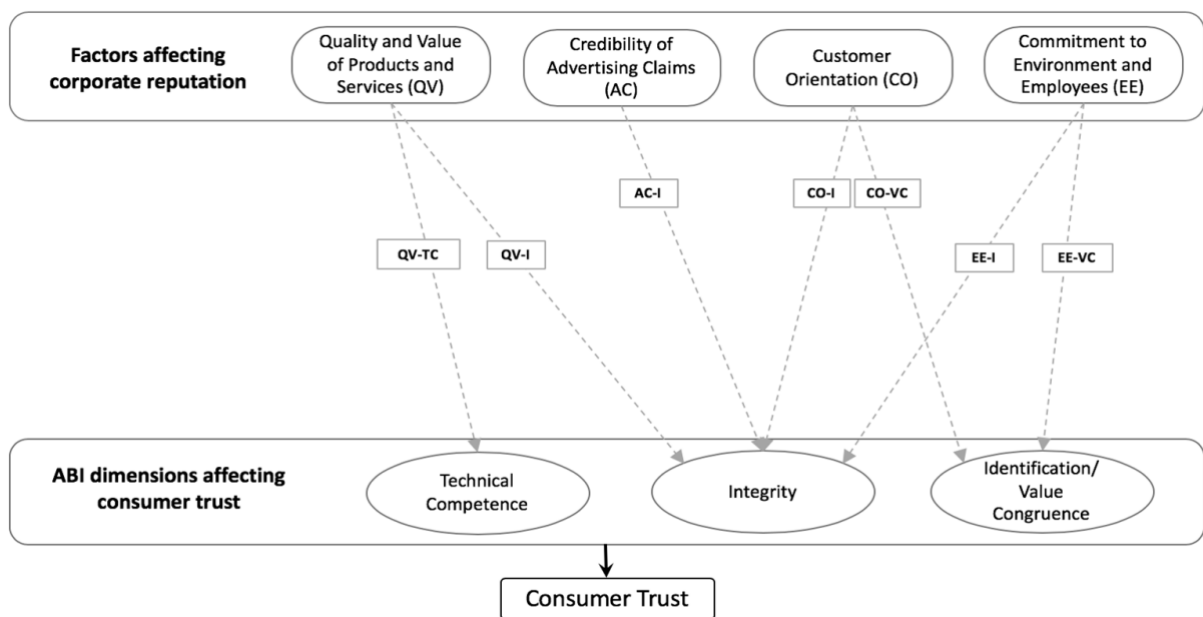 Factors affecting
corporate reputation
Quality and Value
of Products and
Services (QV)
Credibility of
Advertising Claims
(AC)
Customer
Orientation (CO)
Commitment to
Environment and
Employees (EE)
AC-I
CO-I
CO-VC
QV-TC
QV-I
EE-I
EE-VC
ABI dimensions affecting
consumer trust
Technical
Competence
Integrity
Identification/
Value
Congruence
Consumer Trust